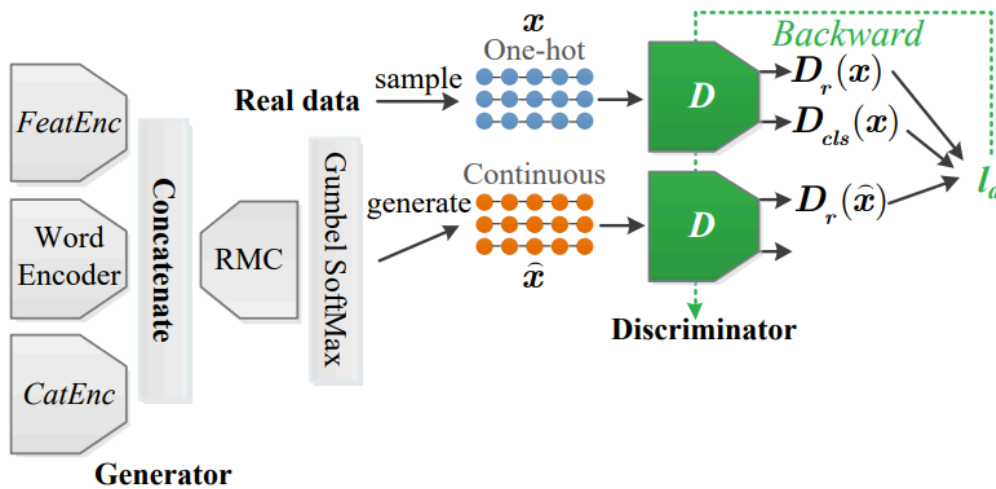 x
One-hot
Backward
sample
Real data
D
D_r(x)
D_cls(x)
FeatEnc
Concatenate
Gumbel SoftMax
Continuous
generate
D
D_r(x̂)
Word
Encoder
RMC
x̂
Discriminator
CatEnc
Generator